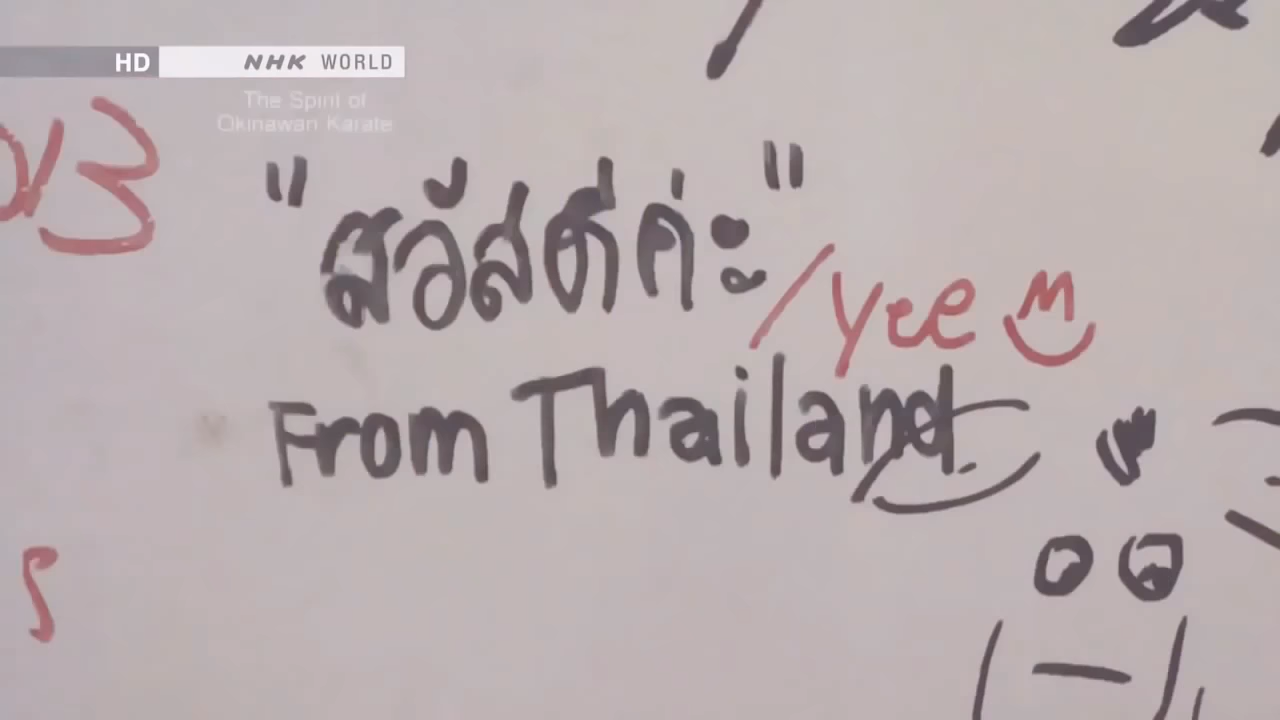 HD NHK WORLD
The Spirit of
Okinawan Karate
"สวัสดีค่ะ"
/Yee
From Thailand